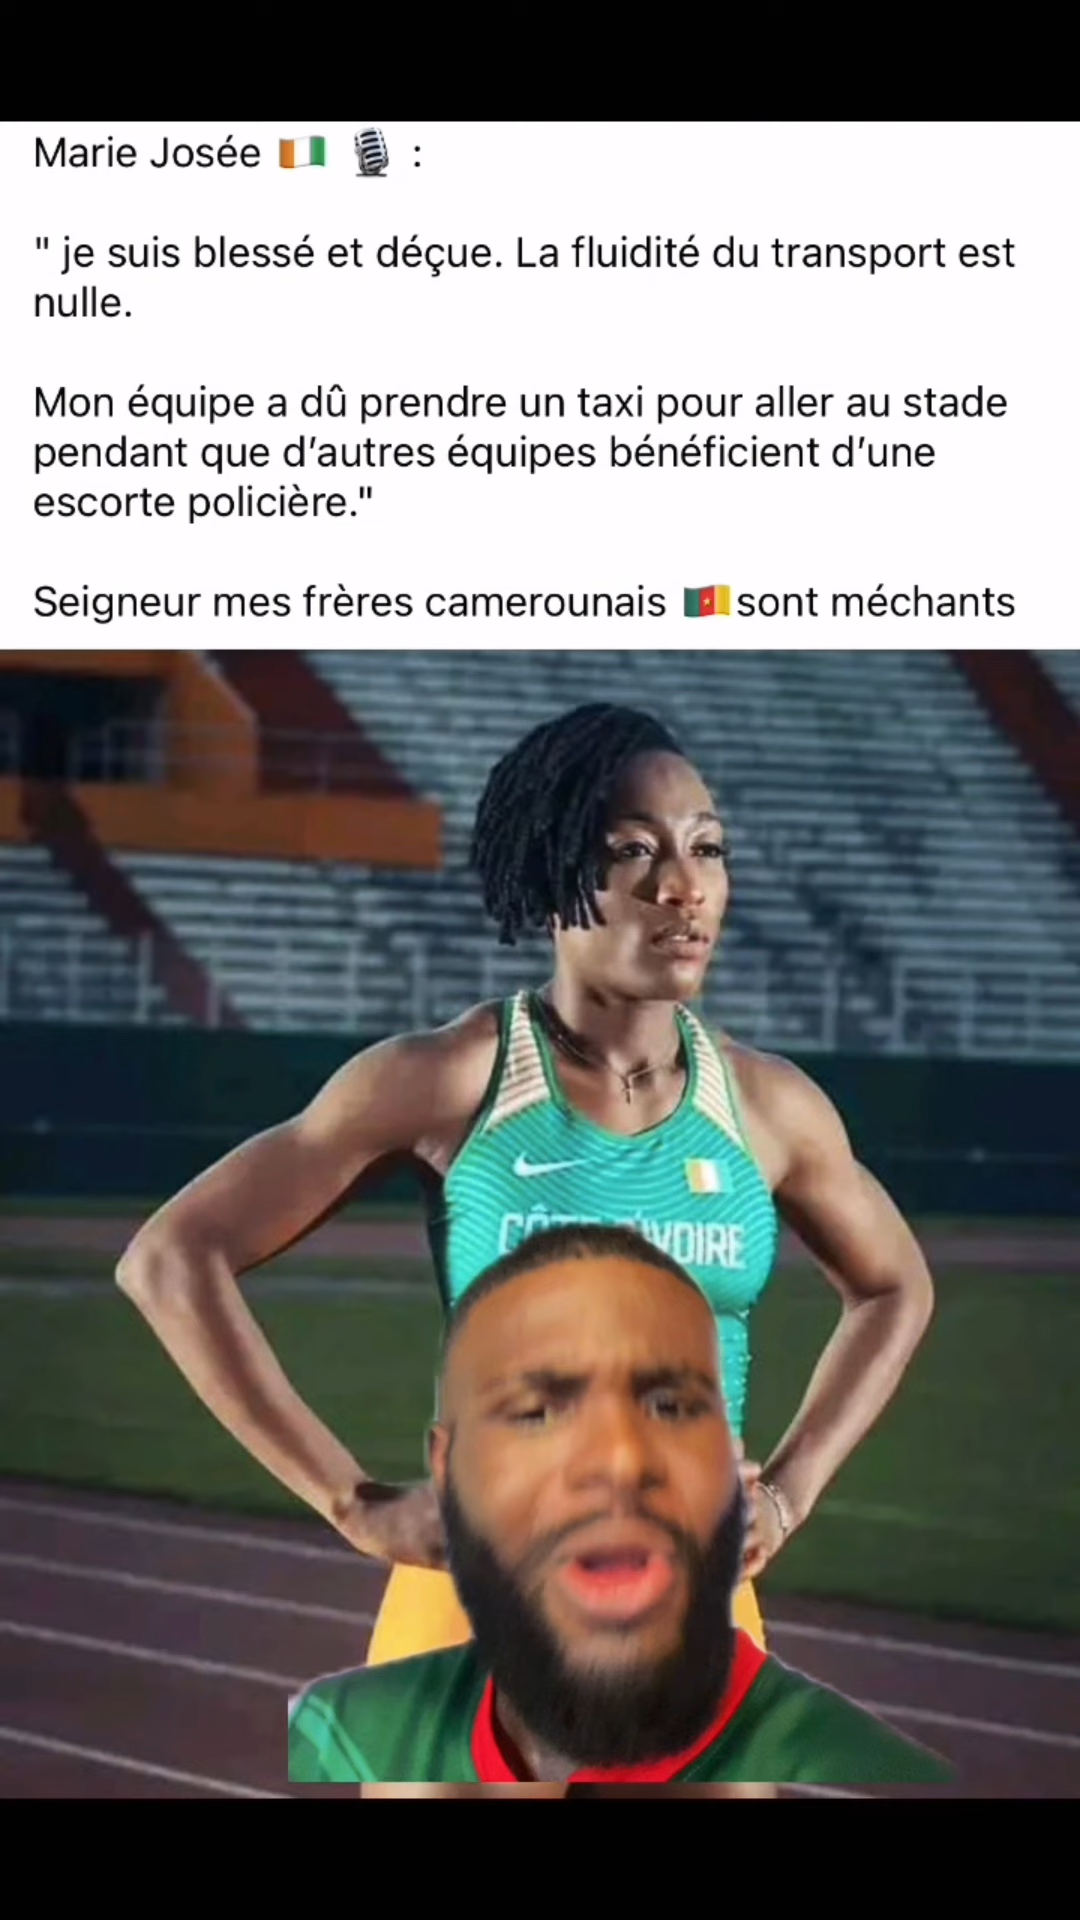 Marie Josée 🇨🇮 🎙️ :
" je suis blessé et déçue. La fluidité du transport est
nulle.
Mon équipe a dû prendre un taxi pour aller au stade
pendant que d’autres équipes bénéficient d’une
escorte policière."
Seigneur mes frères camerounais 🇨🇲 sont méchants